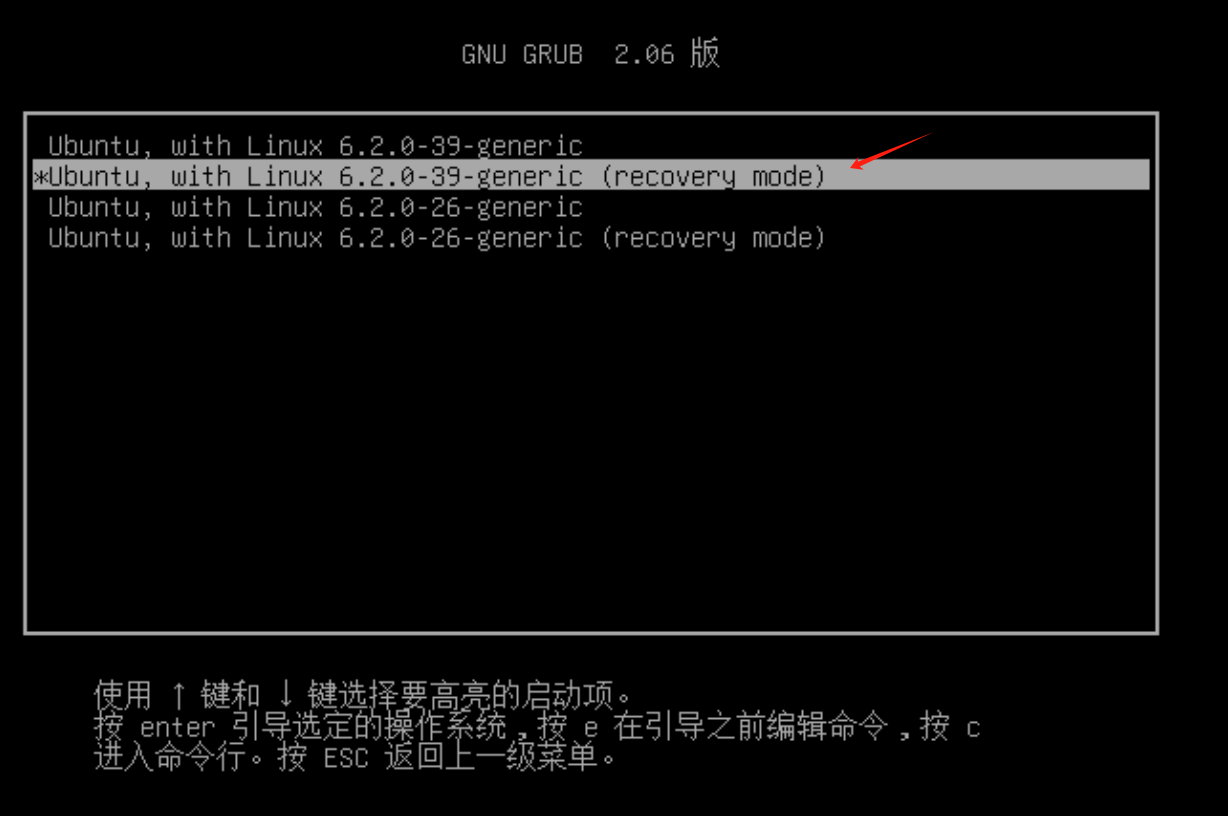 GNU GRUB 2.06 版
Ubuntu, with Linux 6.2.0-39-generic
*Ubuntu, with Linux 6.2.0-39-generic (recovery mode)
Ubuntu, with Linux 6.2.0-26-generic
Ubuntu, with Linux 6.2.0-26-generic (recovery mode)
使用 ↑ 键和 ↓ 键选择要高亮的启动项。
按 enter 引导选定的操作系统，按 e 在引导之前编辑命令，按 c
进入命令行。按 ESC 返回上一级菜单。